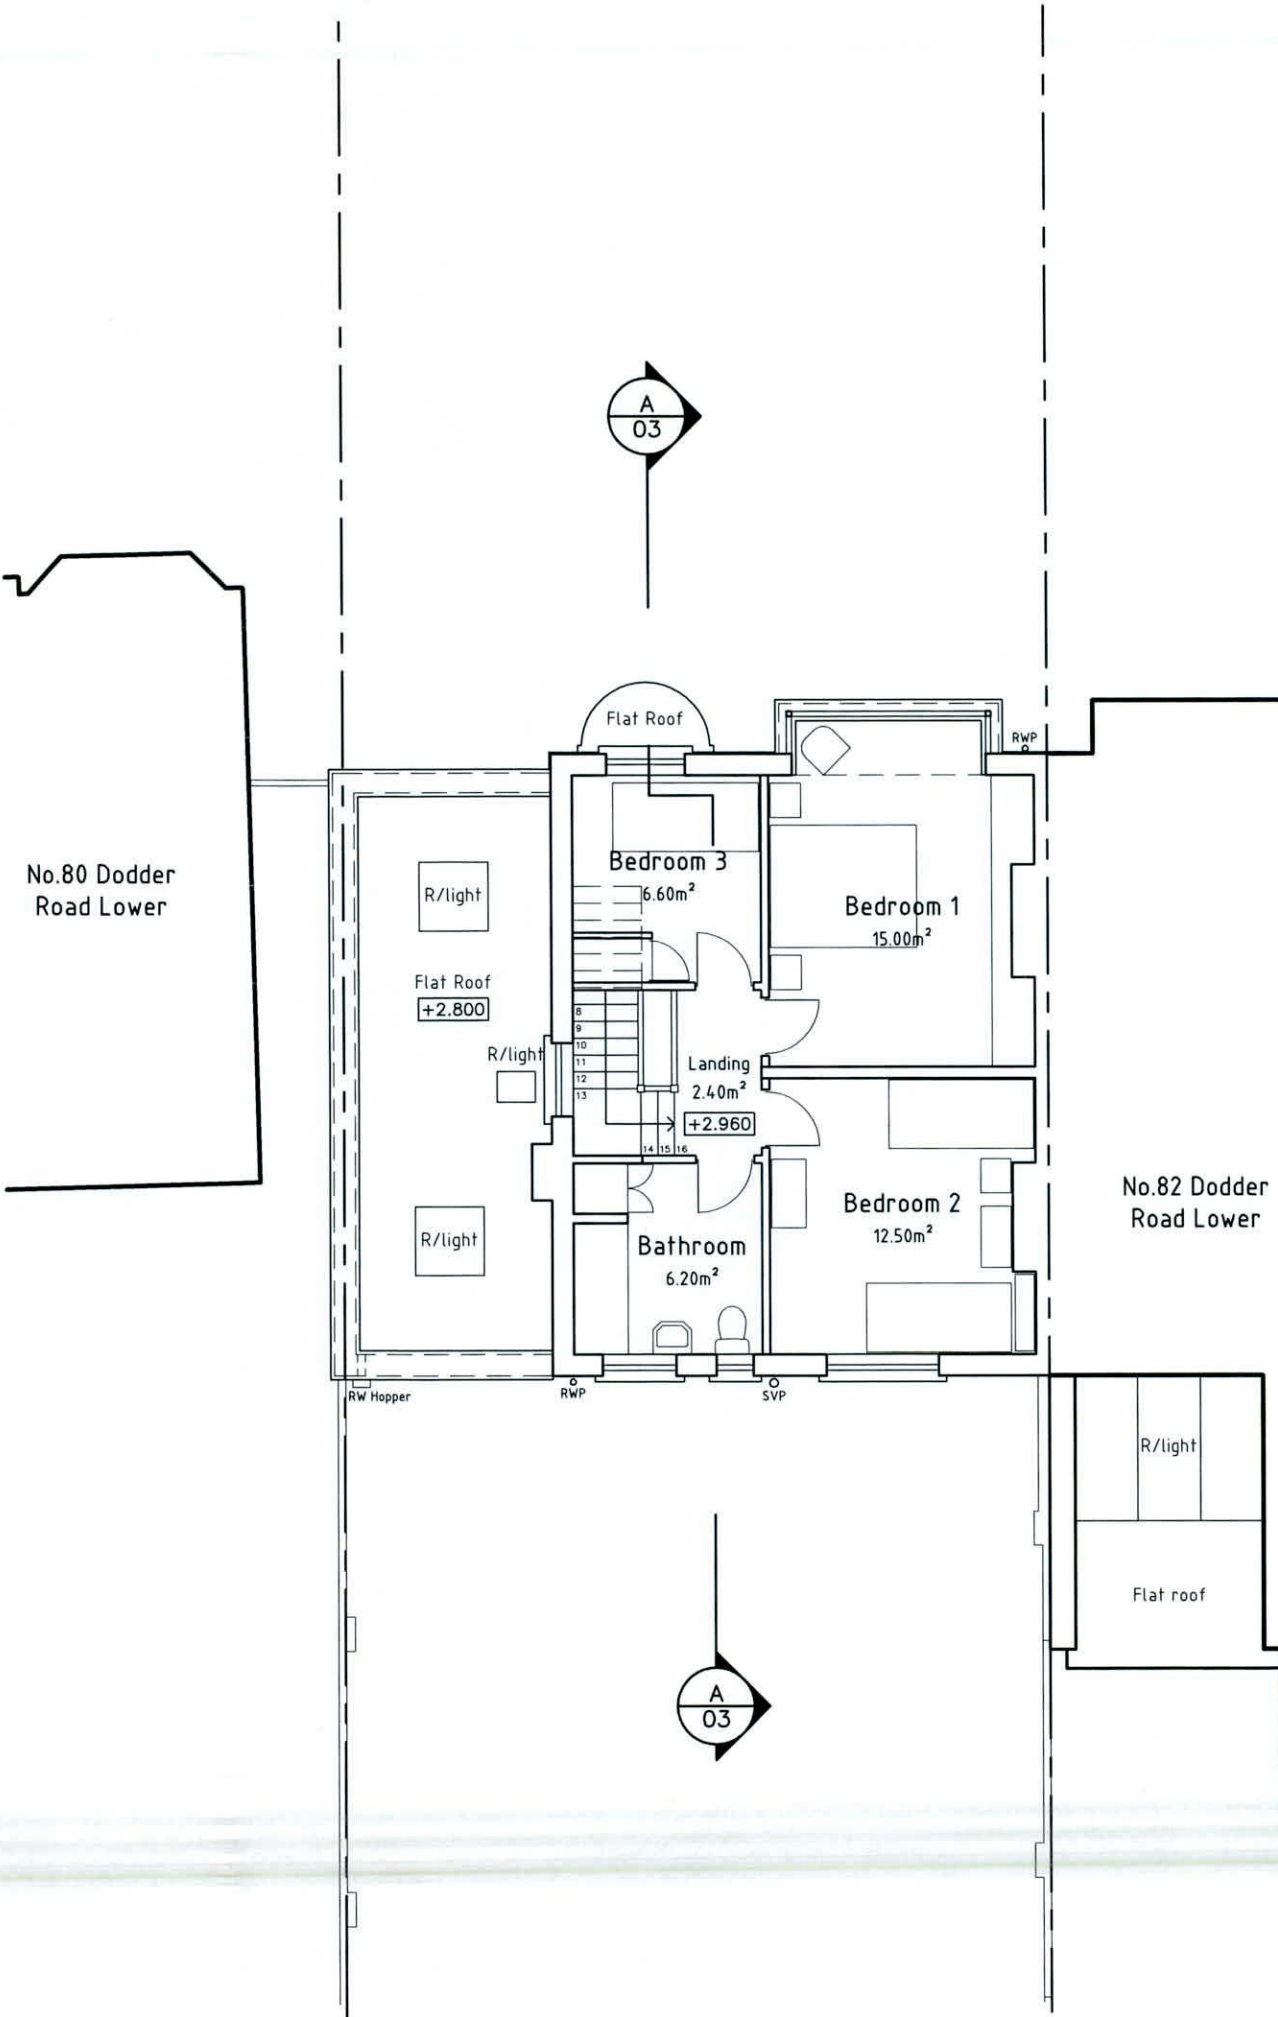 A
03
Flat Roof
RWP
No.80 Dodder
Road Lower
R/light
Bedroom 3
6.60m²
Bedroom 1
15.00m²
Flat Roof
+2.800
R/light
8
9
10
11
12
13
Landing
2.40m²
+2.960
14 15 16
No.82 Dodder
Road Lower
Bedroom 2
12.50m²
R/light
Bathroom
6.20m²
RW Hopper
RWP
SVP
R/light
Flat roof
A
03